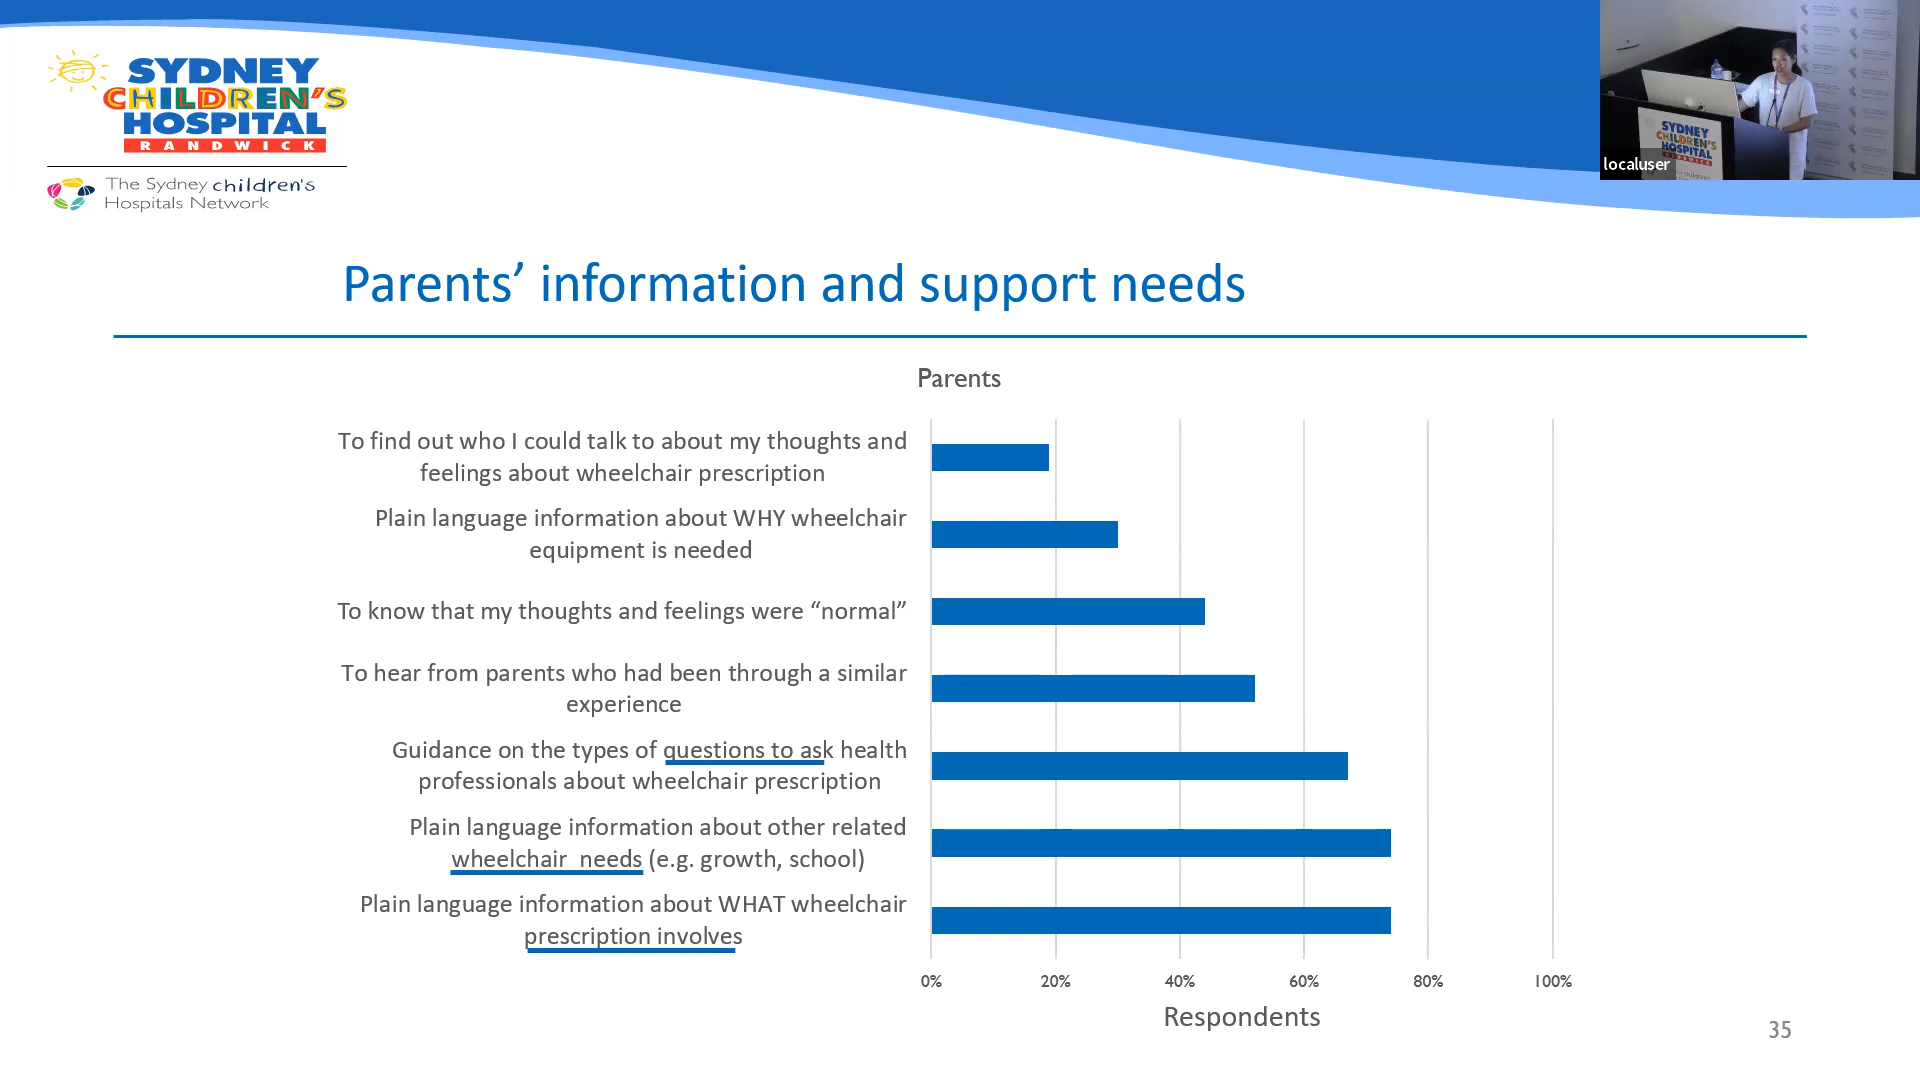 SYDNEY
CHILDREN'S
HOSPITAL
RANDWICK
The Sydney children's
Hospitals Network
SYDNEY
CHILDREN'S
HOSPITAL
localuser
Parents’ information and support needs
Parents
To find out who I could talk to about my thoughts and
feelings about wheelchair prescription
Plain language information about WHY wheelchair
equipment is needed
To know that my thoughts and feelings were “normal”
To hear from parents who had been through a similar
experience
Guidance on the types of questions to ask health
professionals about wheelchair prescription
Plain language information about other related
wheelchair  needs (e.g. growth, school)
Plain language information about WHAT wheelchair
prescription involves
0% 20% 40% 60% 80% 100%
Respondents
35